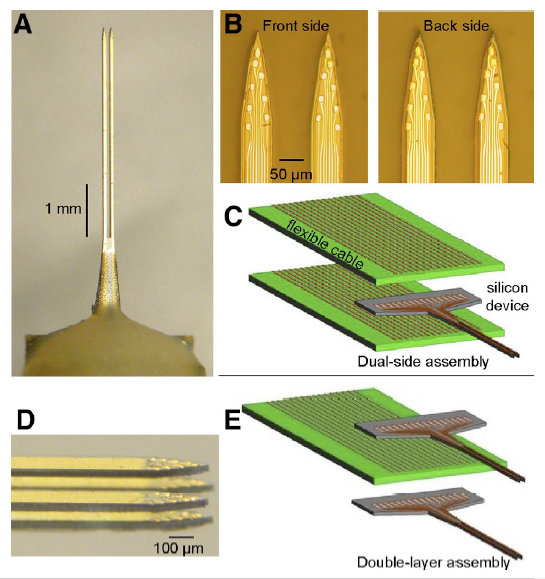 A
B
Front side
Back side
1 mm
50 µm
C
flexible cable
silicon
device
Dual-side assembly
D
E
100 µm
Double-layer assembly